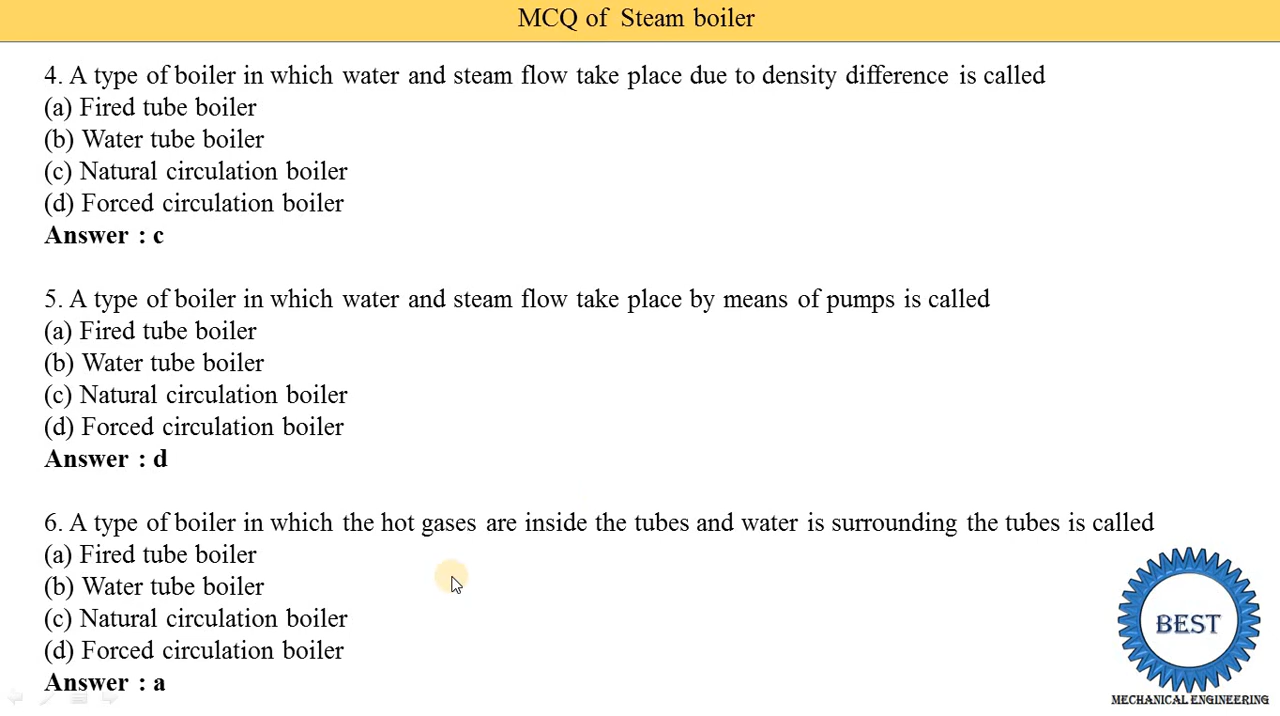 MCQ of Steam boiler
4. A type of boiler in which water and steam flow take place due to density difference is called
(a) Fired tube boiler
(b) Water tube boiler
(c) Natural circulation boiler
(d) Forced circulation boiler
Answer : c
5. A type of boiler in which water and steam flow take place by means of pumps is called
(a) Fired tube boiler
(b) Water tube boiler
(c) Natural circulation boiler
(d) Forced circulation boiler
Answer : d
6. A type of boiler in which the hot gases are inside the tubes and water is surrounding the tubes is called
(a) Fired tube boiler
(b) Water tube boiler
(c) Natural circulation boiler
(d) Forced circulation boiler
Answer : a
BEST
MECHANICAL ENGINEERING